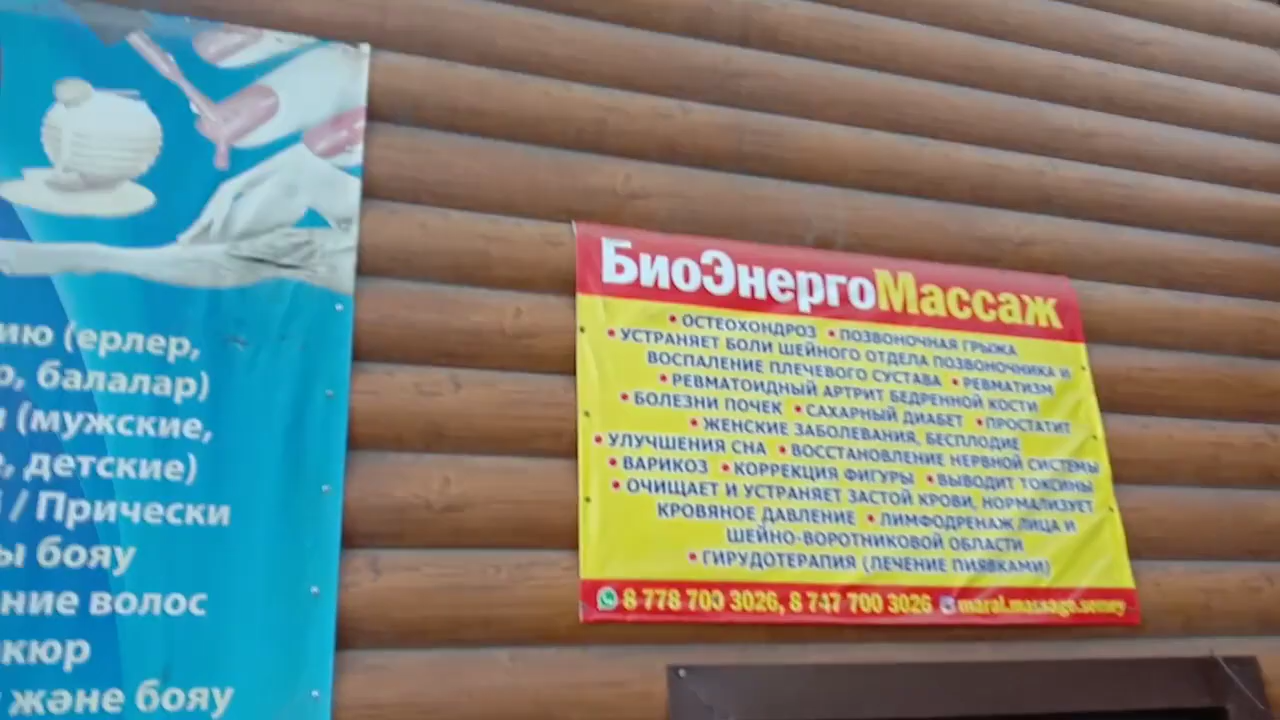 (ерлер,
балалар)
(мужские,
детские)
/ Прически
бояу
волос
және бояу
БиоЭнергоМассаж
• ОСТЕОХОНДРОЗ • ПОЗВОНОЧНАЯ ГРЫЖА
• УСТРАНЯЕТ БОЛИ ШЕЙНОГО ОТДЕЛА ПОЗВОНОЧНИКА И
ВОСПАЛЕНИЕ ПЛЕЧЕВОГО СУСТАВА • РЕВМАТИЗМ
• РЕВМАТОИДНЫЙ АРТРИТ БЕДРЕННОЙ КОСТИ
• БОЛЕЗНИ ПОЧЕК • САХАРНЫЙ ДИАБЕТ • ПРОСТАТИТ
• ЖЕНСКИЕ ЗАБОЛЕВАНИЯ, БЕСПЛОДИЕ
• УЛУЧШЕНИЯ СНА • ВОССТАНОВЛЕНИЕ НЕРВНОЙ СИСТЕМЫ
• ВАРИКОЗ • КОРРЕКЦИЯ ФИГУРЫ • ВЫВОДИТ ТОКСИНЫ
• ОЧИЩАЕТ И УСТРАНЯЕТ ЗАСТОЙ КРОВИ, НОРМАЛИЗУЕТ
КРОВЯНОЕ ДАВЛЕНИЕ • ЛИМФОДРЕНАЖ ЛИЦА И
ШЕЙНО-ВОРОТНИКОВОЙ ОБЛАСТИ
• ГИРУДОТЕРАПИЯ (ЛЕЧЕНИЕ ПИЯВКАМИ)
8 778 700 3026, 8 747 700 3026 maral.massage.semey